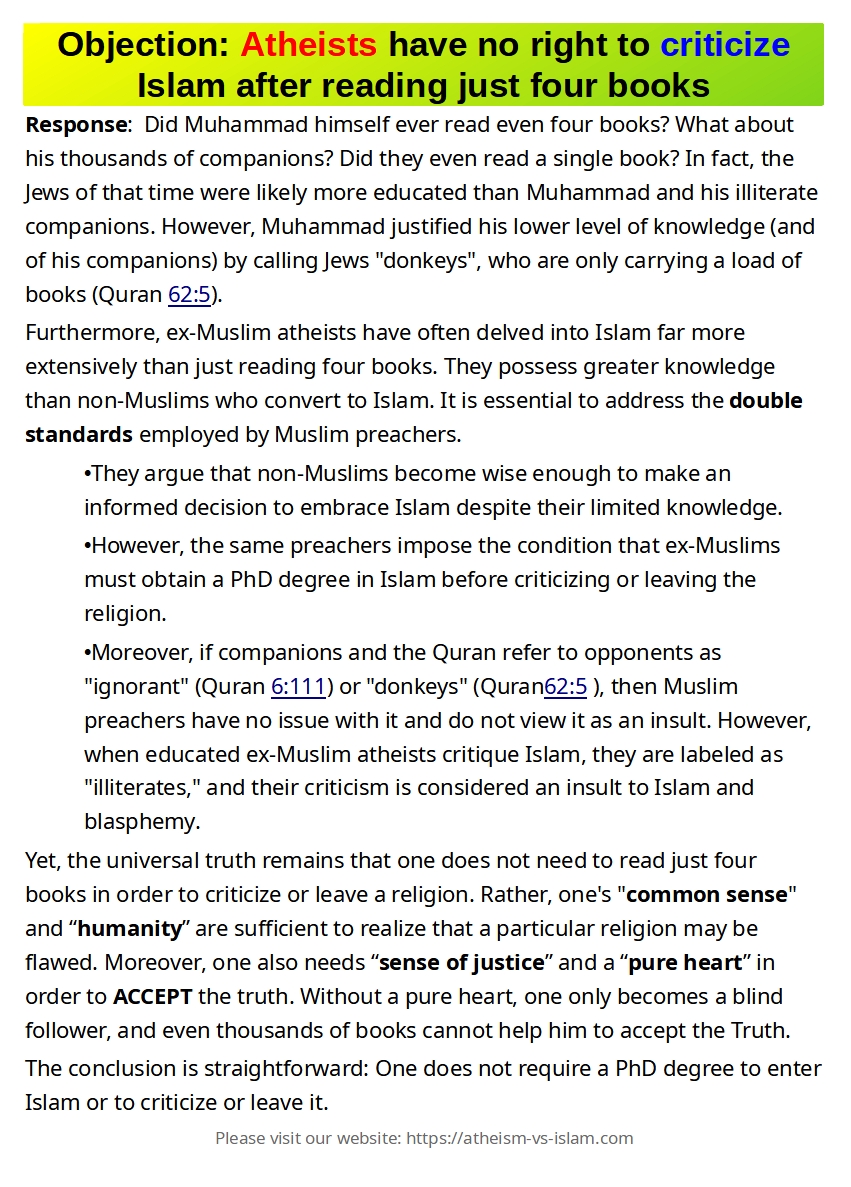 Objection: Atheists have no right to criticize
Islam after reading just four books
Response:  Did Muhammad himself ever read even four books? What about
his thousands of companions? Did they even read a single book? In fact, the
Jews of that time were likely more educated than Muhammad and his illiterate
companions. However, Muhammad justified his lower level of knowledge (and
of his companions) by calling Jews "donkeys", who are only carrying a load of
books (Quran 62:5).
Furthermore, ex-Muslim atheists have often delved into Islam far more
extensively than just reading four books. They possess greater knowledge
than non-Muslims who convert to Islam. It is essential to address the double
standards employed by Muslim preachers.
•They argue that non-Muslims become wise enough to make an
informed decision to embrace Islam despite their limited knowledge.
•However, the same preachers impose the condition that ex-Muslims
must obtain a PhD degree in Islam before criticizing or leaving the
religion.
•Moreover, if companions and the Quran refer to opponents as
"ignorant" (Quran 6:111) or "donkeys" (Quran62:5 ), then Muslim
preachers have no issue with it and do not view it as an insult. However,
when educated ex-Muslim atheists critique Islam, they are labeled as
"illiterates," and their criticism is considered an insult to Islam and
blasphemy.
Yet, the universal truth remains that one does not need to read just four
books in order to criticize or leave a religion. Rather, one's "common sense"
and “humanity” are sufficient to realize that a particular religion may be
flawed. Moreover, one also needs “sense of justice” and a “pure heart” in
order to ACCEPT the truth. Without a pure heart, one only becomes a blind
follower, and even thousands of books cannot help him to accept the Truth.
The conclusion is straightforward: One does not require a PhD degree to enter
Islam or to criticize or leave it.
Please visit our website: https://atheism-vs-islam.com